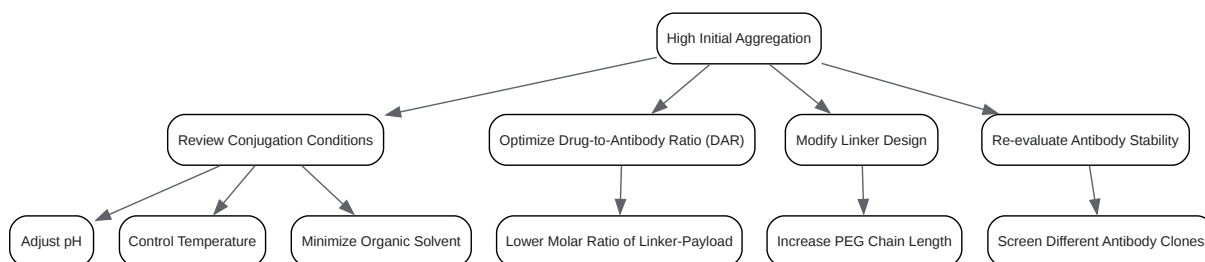 High Initial Aggregation
Review Conjugation Conditions
Optimize Drug-to-Antibody Ratio (DAR)
Modify Linker Design
Re-evaluate Antibody Stability
Adjust pH
Control Temperature
Minimize Organic Solvent
Lower Molar Ratio of Linker-Payload
Increase PEG Chain Length
Screen Different Antibody Clones